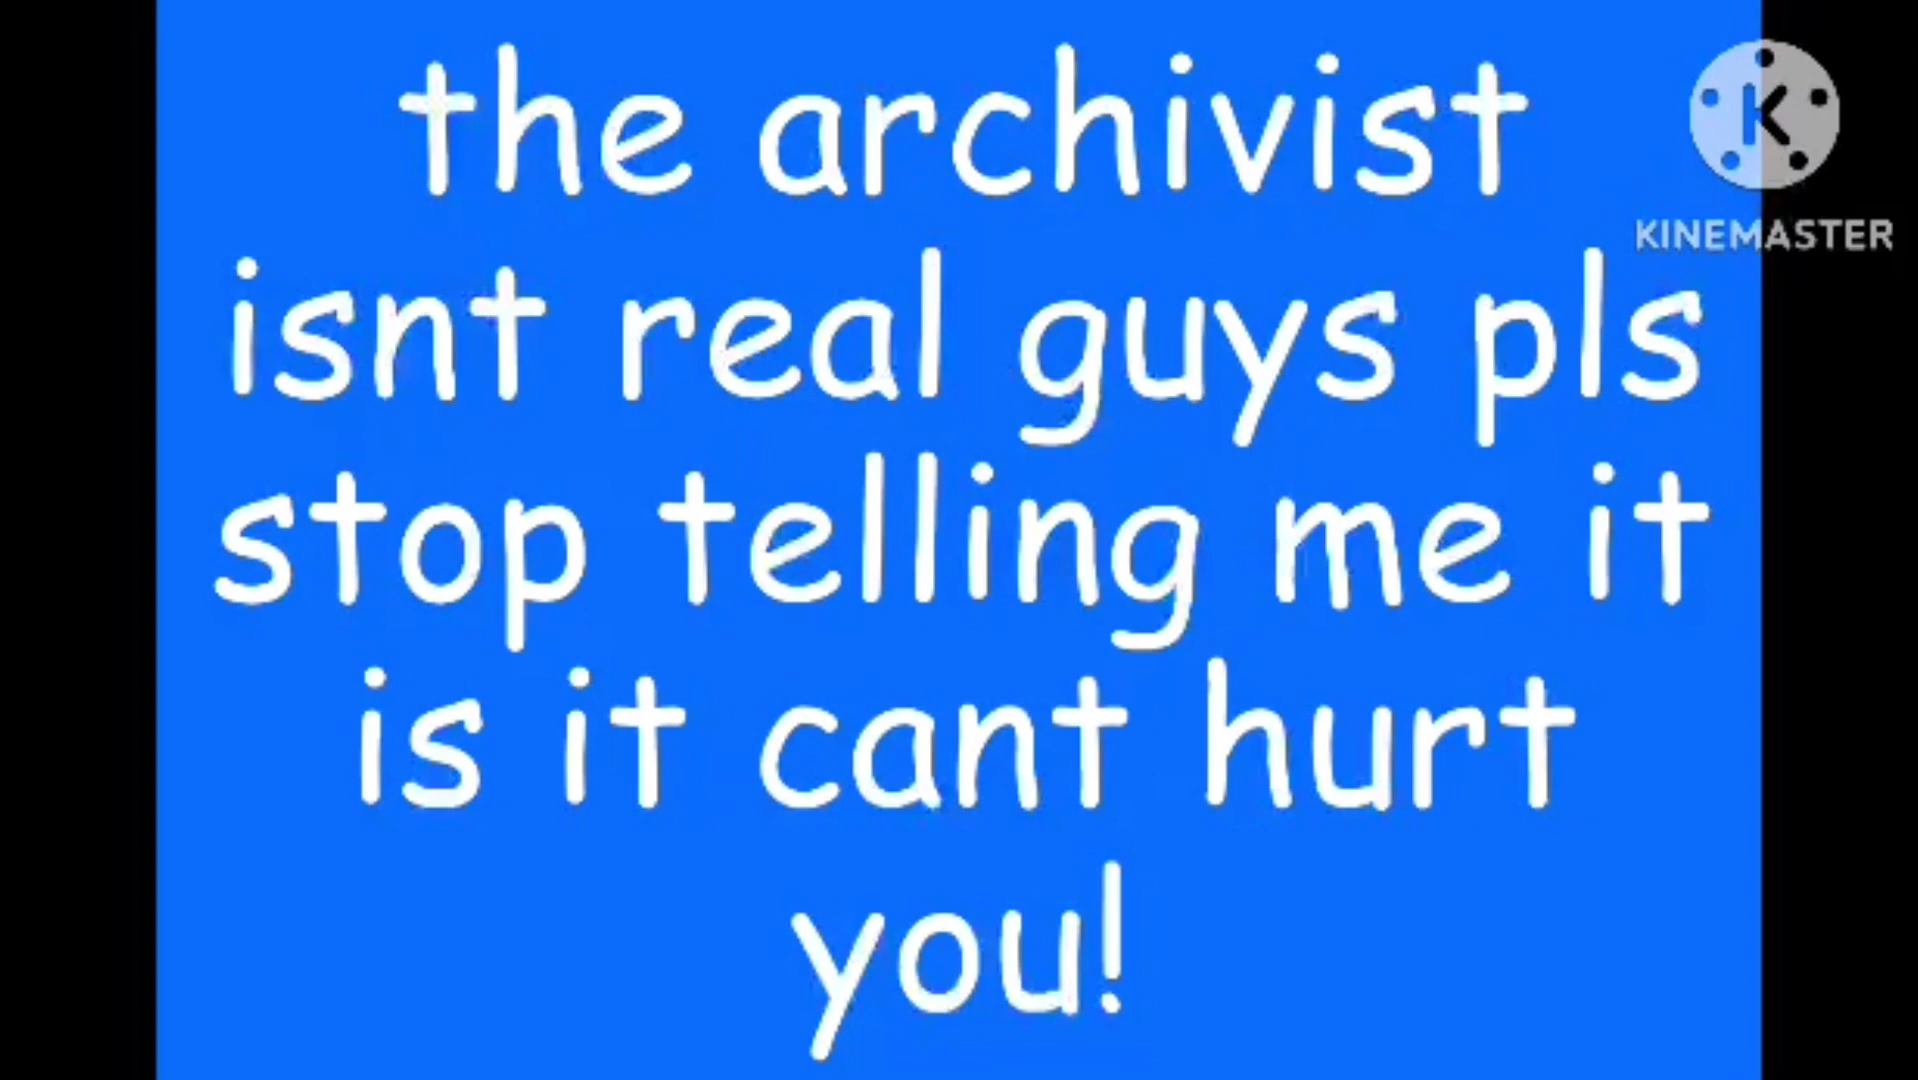 the archivist
isnt real guys pls
stop telling me it
is it cant hurt
you!
K
KINEMASTER